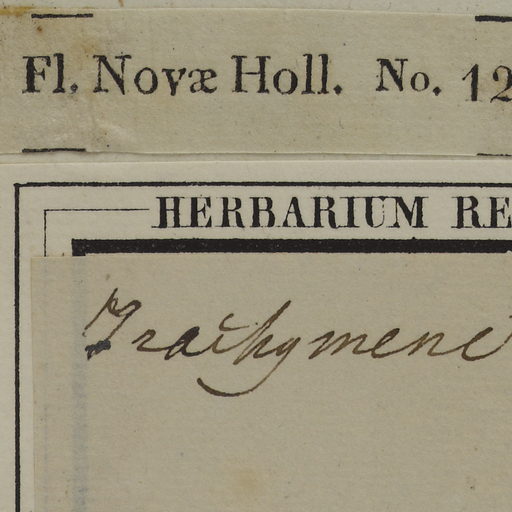 Fl. Novæ Holl. No. 12
HERBARIUM RE
Trachymene